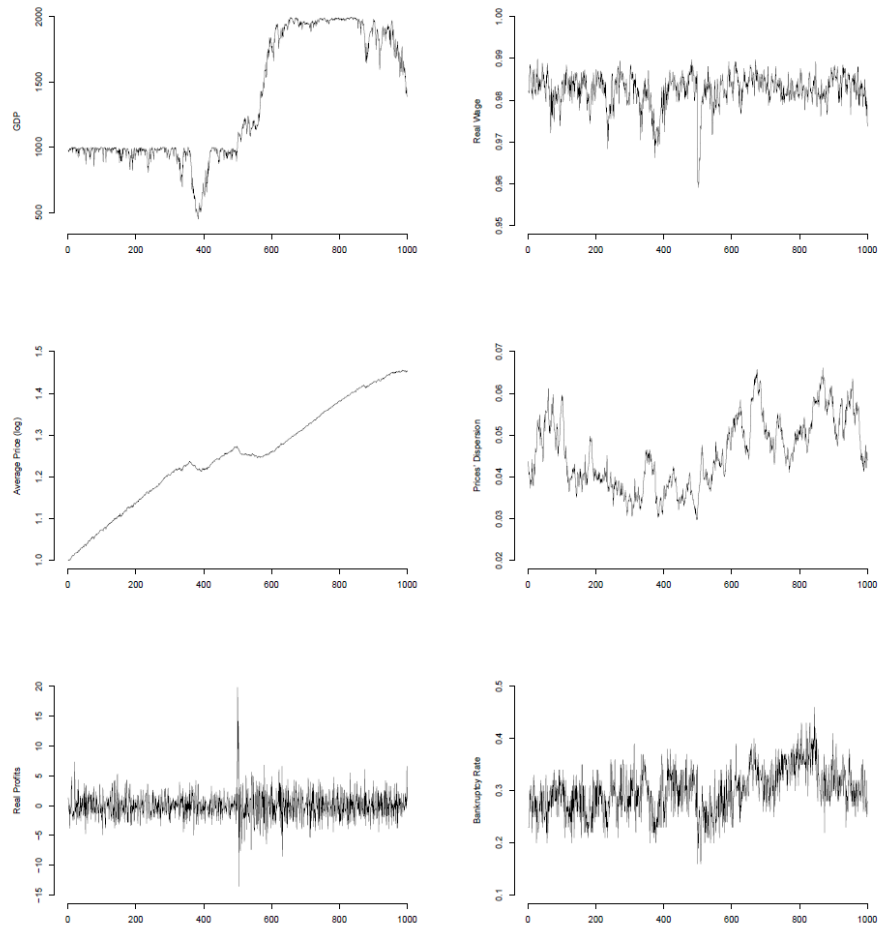 GDP
2000
1500
1000
500
0 200 400 600 800 1000
Real Wage
1.00
0.99
0.98
0.97
0.96
0.95
0 200 400 600 800 1000
Average Price (log)
1.5
1.4
1.3
1.2
1.1
1.0
0 200 400 600 800 1000
Prices' Dispersion
0.07
0.06
0.05
0.04
0.03
0.02
0 200 400 600 800 1000
Real Profits
20
15
10
5
0
−5
−10
−15
0 200 400 600 800 1000
Bankruptcy Rate
0.5
0.4
0.3
0.2
0.1
0 200 400 600 800 1000